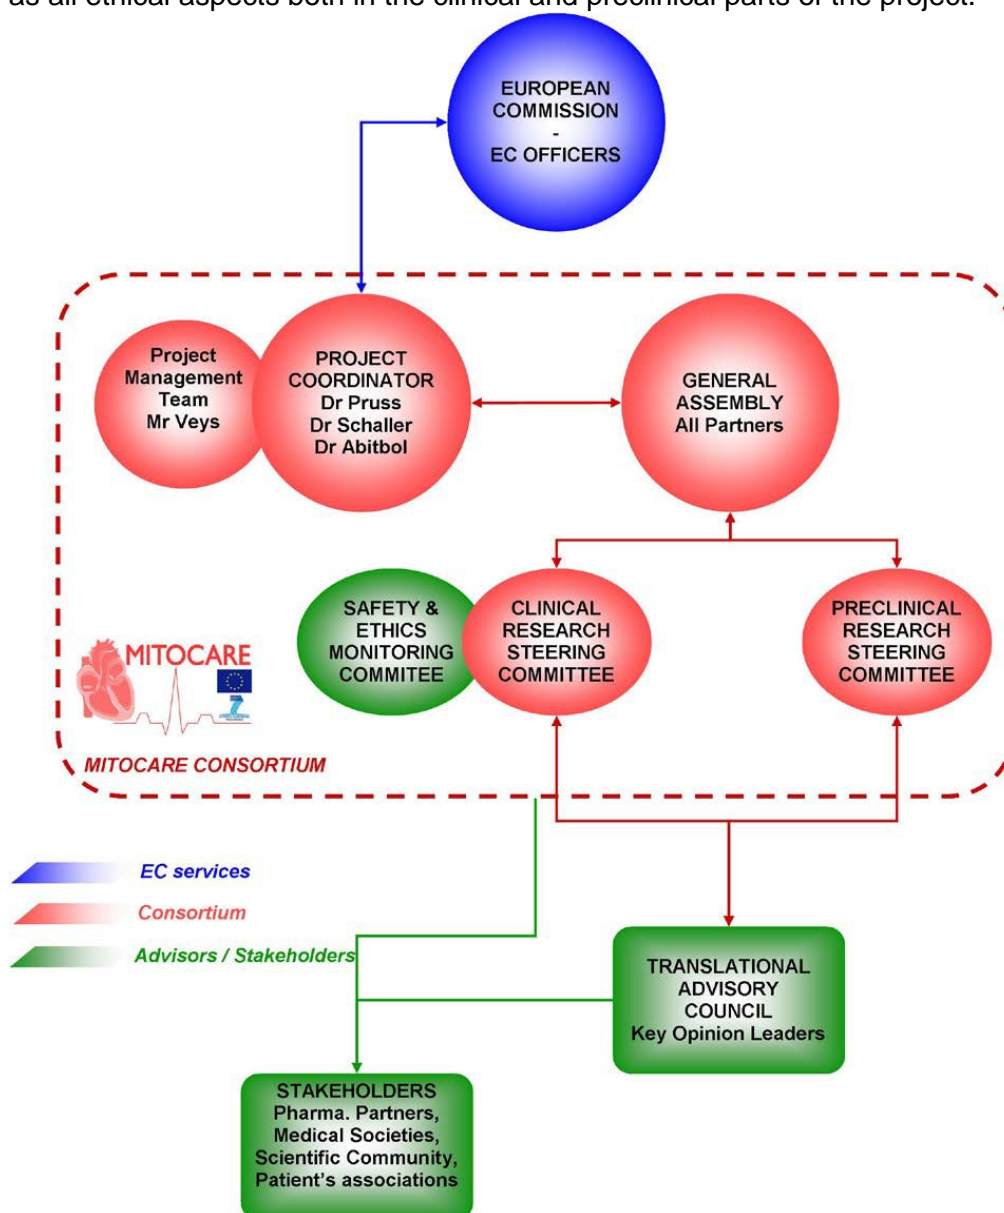 as all ethical aspects both in the clinical and preclinical parts of the project.
EUROPEAN
COMMISSION
-
EC OFFICERS
Project
Management
Team
Mr Veys
PROJECT
COORDINATOR
Dr Pruss
Dr Schaller
Dr Abitbol
GENERAL
ASSEMBLY
All Partners
SAFETY &
ETHICS
MONITORING
COMMITEE
CLINICAL
RESEARCH
STEERING
COMMITTEE
PRECLINICAL
RESEARCH
STEERING
COMMITTEE
MITOCARE
MITOCARE CONSORTIUM
EC services
Consortium
Advisors / Stakeholders
TRANSLATIONAL
ADVISORY
COUNCIL
Key Opinion Leaders
STAKEHOLDERS
Pharma. Partners,
Medical Societies,
Scientific Community,
Patient's associations